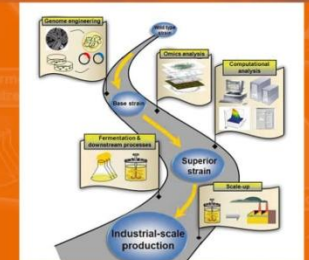 Wild type
strain
Genome engineering
Omics analysis
Computational
analysis
Base strain
Fermentation &
downstream processes
Superior
strain
Scale-up
Industrial-scale
production